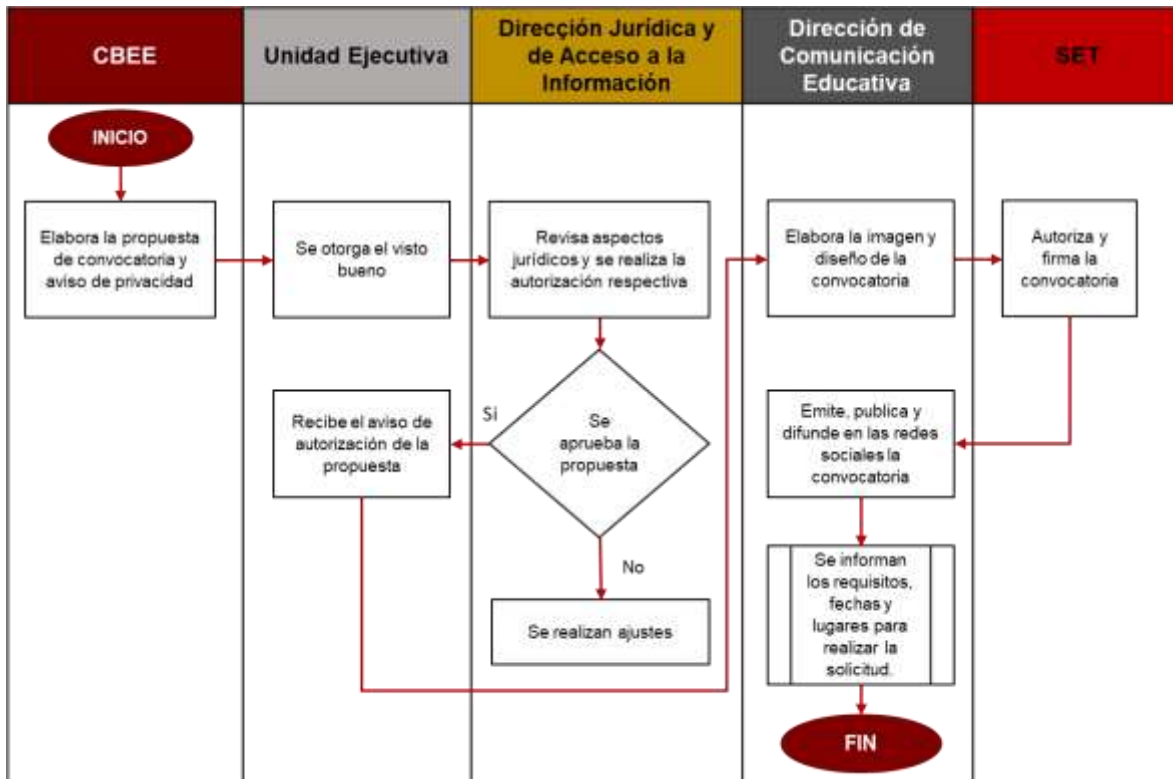 CBEE
Unidad Ejecutiva
Dirección Jurídica y
de Acceso a la
Información
Dirección de
Comunicación
Educativa
SET
INICIO
Elabora la propuesta
de convocatoria y
aviso de privacidad
Se otorga el visto
bueno
Revisa aspectos
jurídicos y se realiza la
autorización respectiva
Elabora la imagen y
diseño de la
convocatoria
Autoriza y
firma la
convocatoria
Recibe el aviso de
autorización de la
propuesta
Si
Se
aprueba la
propuesta
Emite, publica y
difunde en las redes
sociales la
convocatoria
No
Se realizan ajustes
Se informan
los requisitos,
fechas y
lugares para
realizar la
solicitud.
FIN